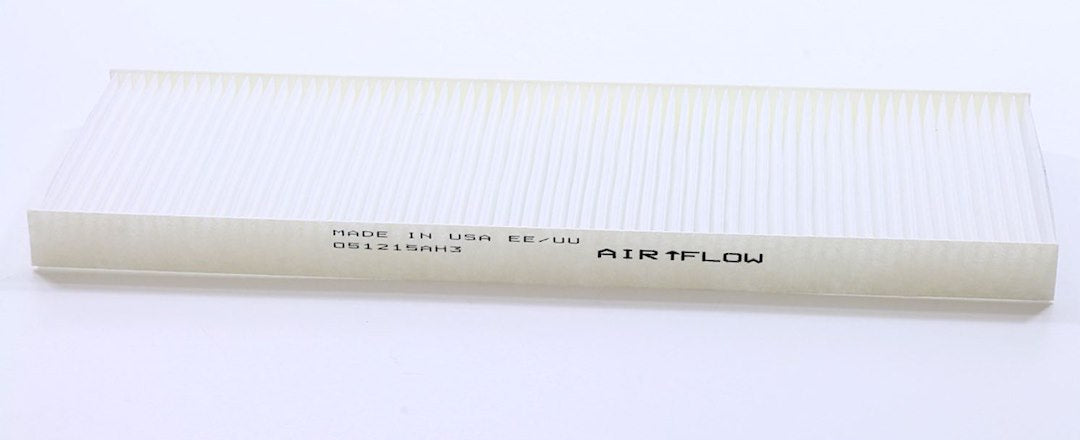 MADE IN USA EE/UU
051215AH3
AIR↑FLOW